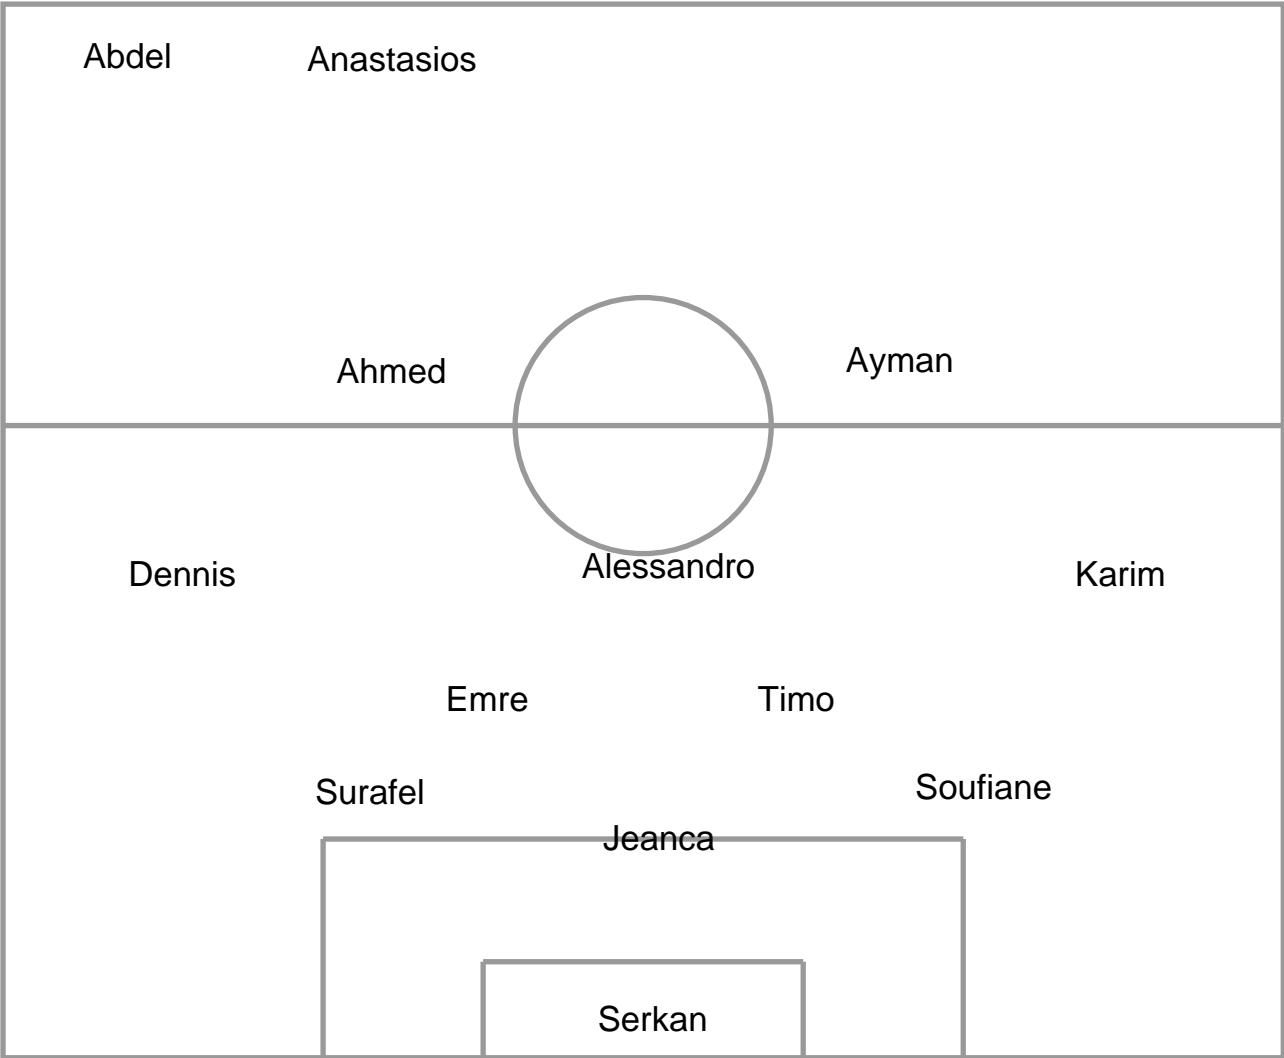 Abdel
Anastasios
Ahmed
Ayman
Dennis
Alessandro
Karim
Emre
Timo
Surafel
Soufiane
Jeanca
Serkan